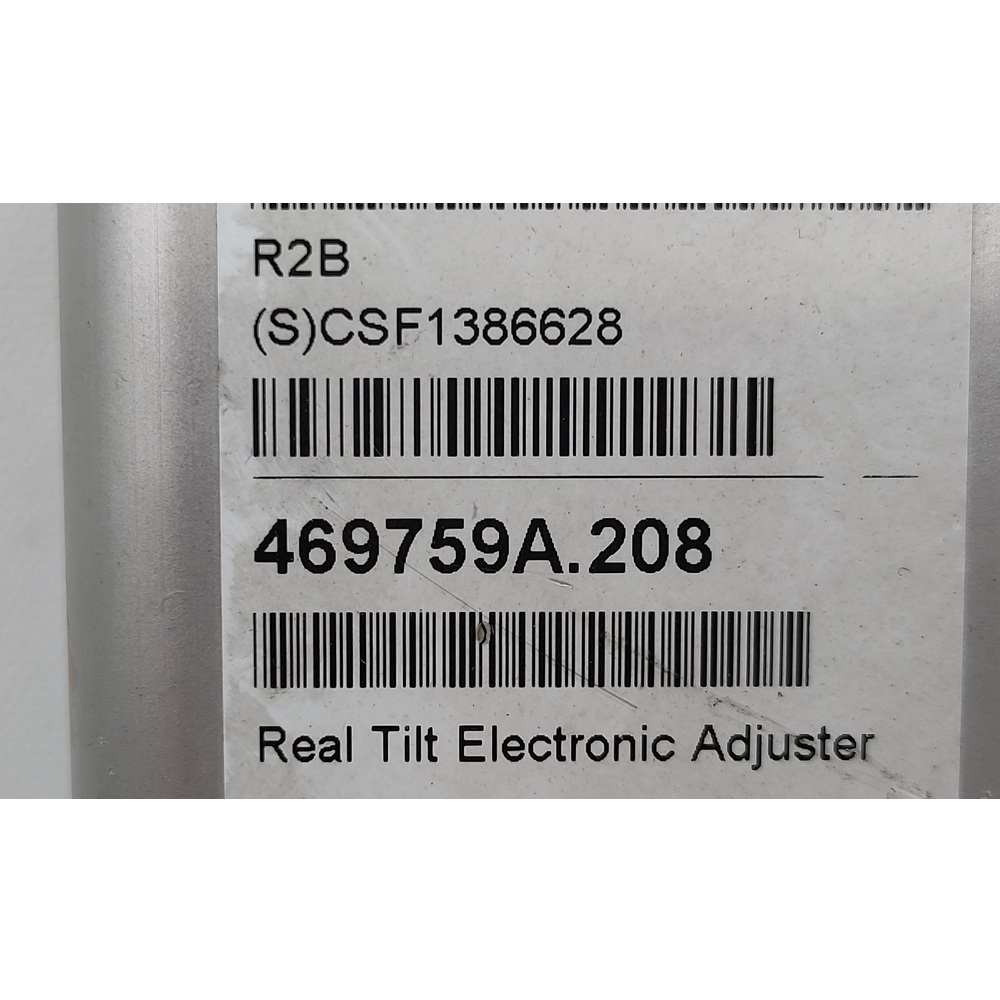 R2B
(S)CSF1386628
469759A.208
Real Tilt Electronic Adjuster